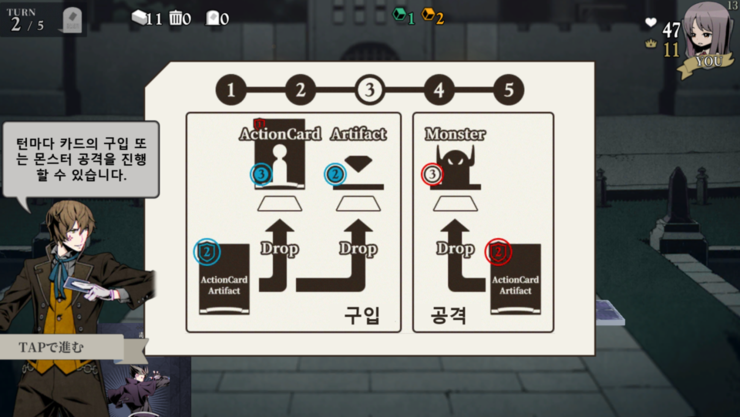 TURN
2 / 5
11
0
0
1
2
13
47
11
YOU
1
2
3
4
5
ActionCard
Artifact
Monster
3
2
3
턴마다 카드의 구입 또
는 몬스터 공격을 진행
할 수 있습니다.
Drop
Drop
Drop
2
2
ActionCard
Artifact
ActionCard
Artifact
구입
공격
TAPで進む